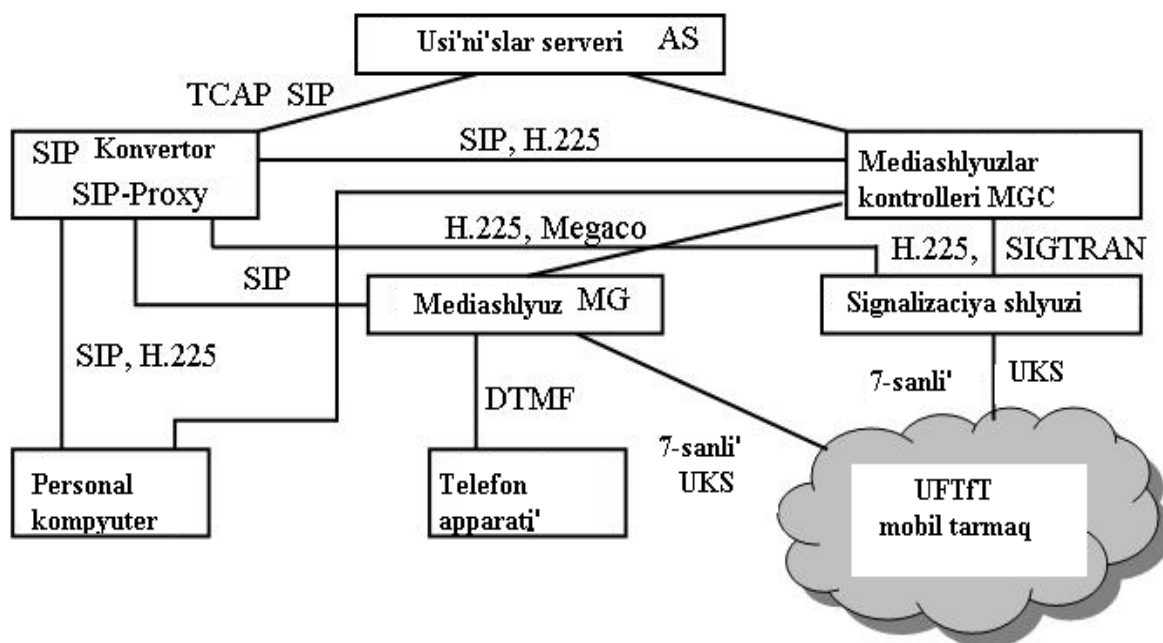 Usi'ni'slar serveri AS
TCAP SIP
SIP Konvertor
SIP-Proxy
SIP, H.225
Mediashlyuzlar
kontrolleri MGC
H.225, Megaco
H.225, SIGTRAN
SIP
Mediashlyuz MG
Signalizaciya shlyuzi
SIP, H.225
DTMF
7-sanli' UKS
7-sanli'
UKS
Personal
kompyuter
Telefon
apparati'
UFTfT
mobil tarmaq